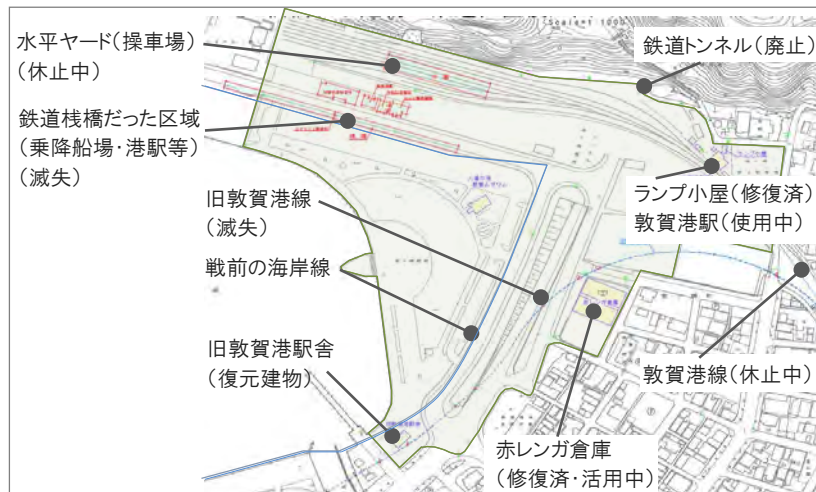 Scale=1:1000
水平ヤード(操車場)
(休止中)
鉄道桟橋だった区域
(乗降船場・港駅等)
(滅失)
旧敦賀港線
(滅失)
戦前の海岸線
旧敦賀港駅舎
(復元建物)
鉄道トンネル(廃止)
ランプ小屋(修復済)
敦賀港駅(使用中)
敦賀港線(休止中)
赤レンガ倉庫
(修復済・活用中)